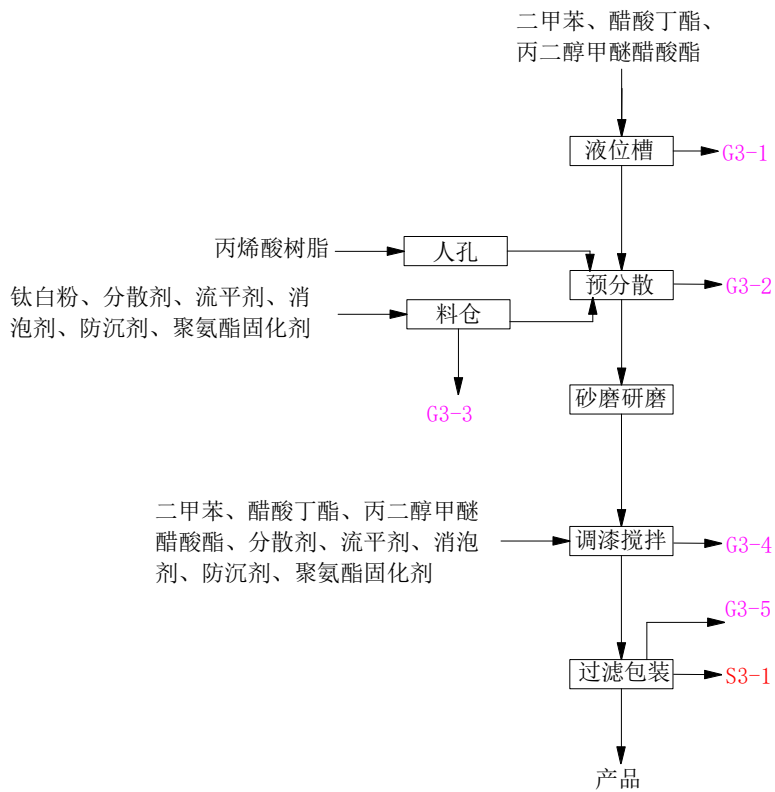 二甲苯、醋酸丁酯、
丙二醇甲醚醋酸酯
液位槽
G3-1
丙烯酸树脂
人孔
预分散
G3-2
钛白粉、分散剂、流平剂、消
泡剂、防沉剂、聚氨酯固化剂
料仓
G3-3
砂磨研磨
二甲苯、醋酸丁酯、丙二醇甲醚
醋酸酯、分散剂、流平剂、消泡
剂、防沉剂、聚氨酯固化剂
调漆搅拌
G3-4
G3-5
过滤包装
S3-1
产品